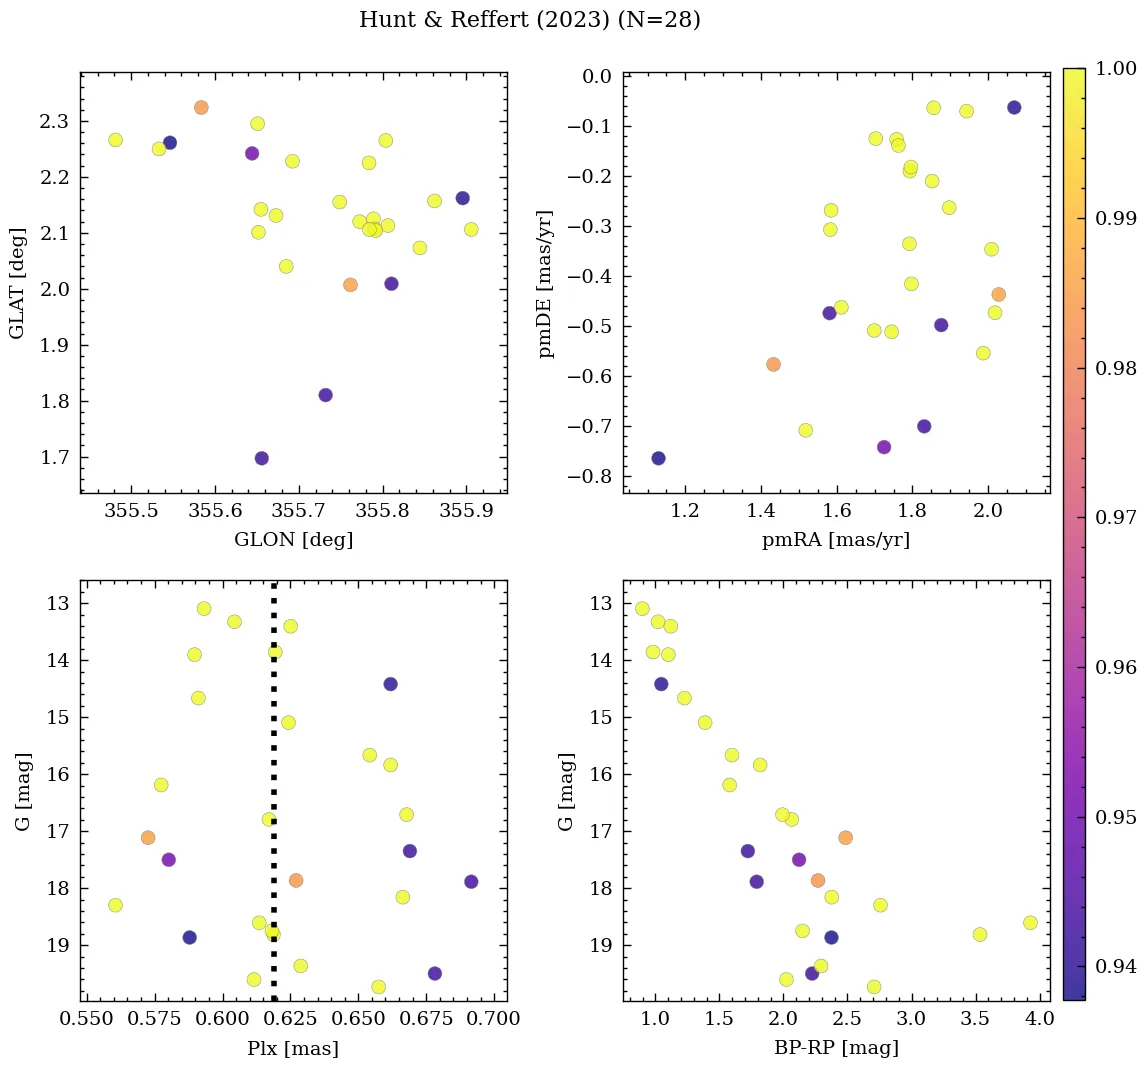 Hunt & Reffert (2023) (N=28)
2.3
2.2
2.1
2.0
1.9
1.8
1.7
GLAT [deg]
355.5 355.6 355.7 355.8 355.9
GLON [deg]
0.0
−0.1
−0.2
−0.3
−0.4
−0.5
−0.6
−0.7
−0.8
pmDE [mas/yr]
1.2 1.4 1.6 1.8 2.0
pmRA [mas/yr]
13
14
15
16
17
18
19
G [mag]
0.550 0.575 0.600 0.625 0.650 0.675 0.700
Plx [mas]
13
14
15
16
17
18
19
G [mag]
1.0 1.5 2.0 2.5 3.0 3.5 4.0
BP-RP [mag]
1.00
0.99
0.98
0.97
0.96
0.95
0.94